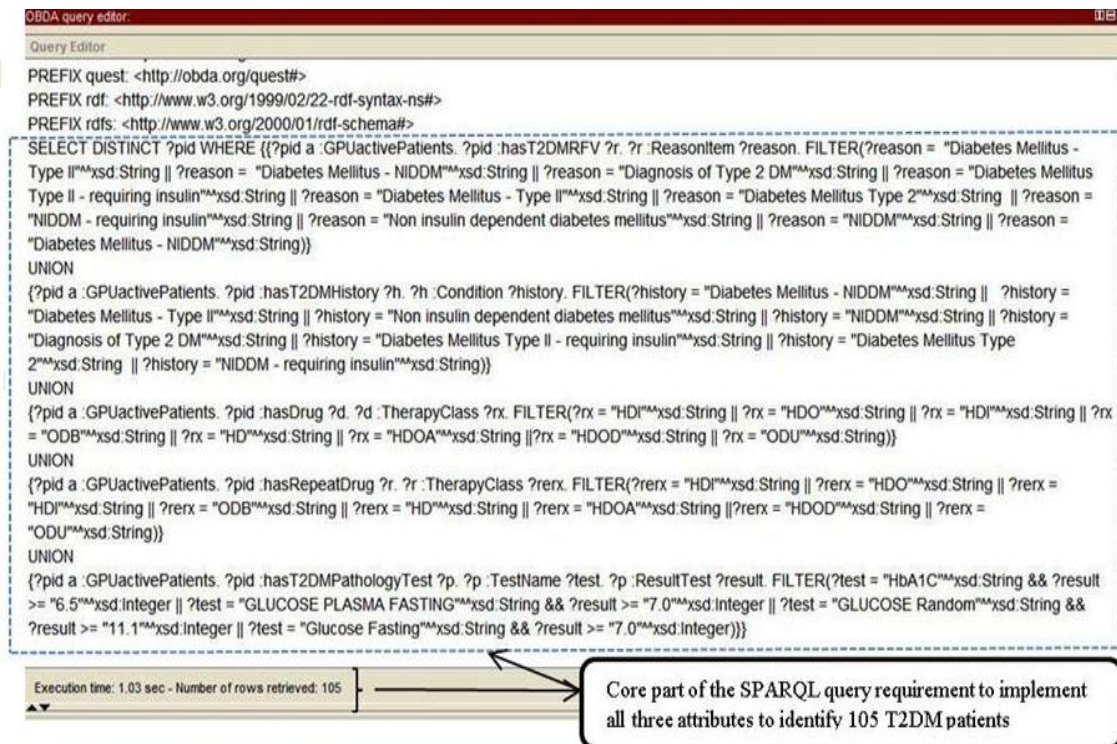 OBDA query editor:
Query Editor
PREFIX quest: <http://obda.org/quest#>
PREFIX rdf: <http://www.w3.org/1999/02/22-rdf-syntax-ns#>
PREFIX rdfs: <http://www.w3.org/2000/01/rdf-schema#>
SELECT DISTINCT ?pid WHERE {{?pid a :GPUactivePatients. ?pid :hasT2DMRFV ?r. ?r :ReasonItem ?reason. FILTER(?reason = "Diabetes Mellitus -
Type II"^^xsd:String || ?reason = "Diabetes Mellitus - NIDDM"^^xsd:String || ?reason = "Diagnosis of Type 2 DM"^^xsd:String || ?reason = "Diabetes Mellitus
Type II - requiring insulin"^^xsd:String || ?reason = "Diabetes Mellitus - Type II"^^xsd:String || ?reason = "Diabetes Mellitus Type 2"^^xsd:String || ?reason =
"NIDDM - requiring insulin"^^xsd:String || ?reason = "Non insulin dependent diabetes mellitus"^^xsd:String || ?reason = "NIDDM"^^xsd:String || ?reason =
"Diabetes Mellitus - NIDDM"^^xsd:String)}
UNION
{?pid a :GPUactivePatients. ?pid :hasT2DMHistory ?h. ?h :Condition ?history. FILTER(?history = "Diabetes Mellitus - NIDDM"^^xsd:String || ?history =
"Diabetes Mellitus - Type II"^^xsd:String || ?history = "Non insulin dependent diabetes mellitus"^^xsd:String || ?history = "NIDDM"^^xsd:String || ?history =
"Diagnosis of Type 2 DM"^^xsd:String || ?history = "Diabetes Mellitus Type II - requiring insulin"^^xsd:String || ?history = "Diabetes Mellitus Type
2"^^xsd:String || ?history = "NIDDM - requiring insulin"^^xsd:String)}
UNION
{?pid a :GPUactivePatients. ?pid :hasDrug ?d. ?d :TherapyClass ?rx. FILTER(?rx = "HDI"^^xsd:String || ?rx = "HDO"^^xsd:String || ?rx = "HDI"^^xsd:String || ?rx
= "ODB"^^xsd:String || ?rx = "HD"^^xsd:String || ?rx = "HDOA"^^xsd:String ||?rx = "HDOD"^^xsd:String || ?rx = "ODU"^^xsd:String)}
UNION
{?pid a :GPUactivePatients. ?pid :hasRepeatDrug ?r. ?r :TherapyClass ?rerx. FILTER(?rerx = "HDI"^^xsd:String || ?rerx = "HDO"^^xsd:String || ?rerx =
"HDI"^^xsd:String || ?rerx = "ODB"^^xsd:String || ?rerx = "HD"^^xsd:String || ?rerx = "HDOA"^^xsd:String ||?rerx = "HDOD"^^xsd:String || ?rerx =
"ODU"^^xsd:String)}
UNION
{?pid a :GPUactivePatients. ?pid :hasT2DMPathologyTest ?p. ?p :TestName ?test. ?p :ResultTest ?result. FILTER(?test = "HbA1C"^^xsd:String && ?result
>= "6.5"^^xsd:Integer || ?test = "GLUCOSE PLASMA FASTING"^^xsd:String && ?result >= "7.0"^^xsd:Integer || ?test = "GLUCOSE Random"^^xsd:String &&
?result >= "11.1"^^xsd:Integer || ?test = "Glucose Fasting"^^xsd:String && ?result >= "7.0"^^xsd:Integer)}}
Execution time: 1.03 sec - Number of rows retrieved: 105
Core part of the SPARQL query requirement to implement
all three attributes to identify 105 T2DM patients